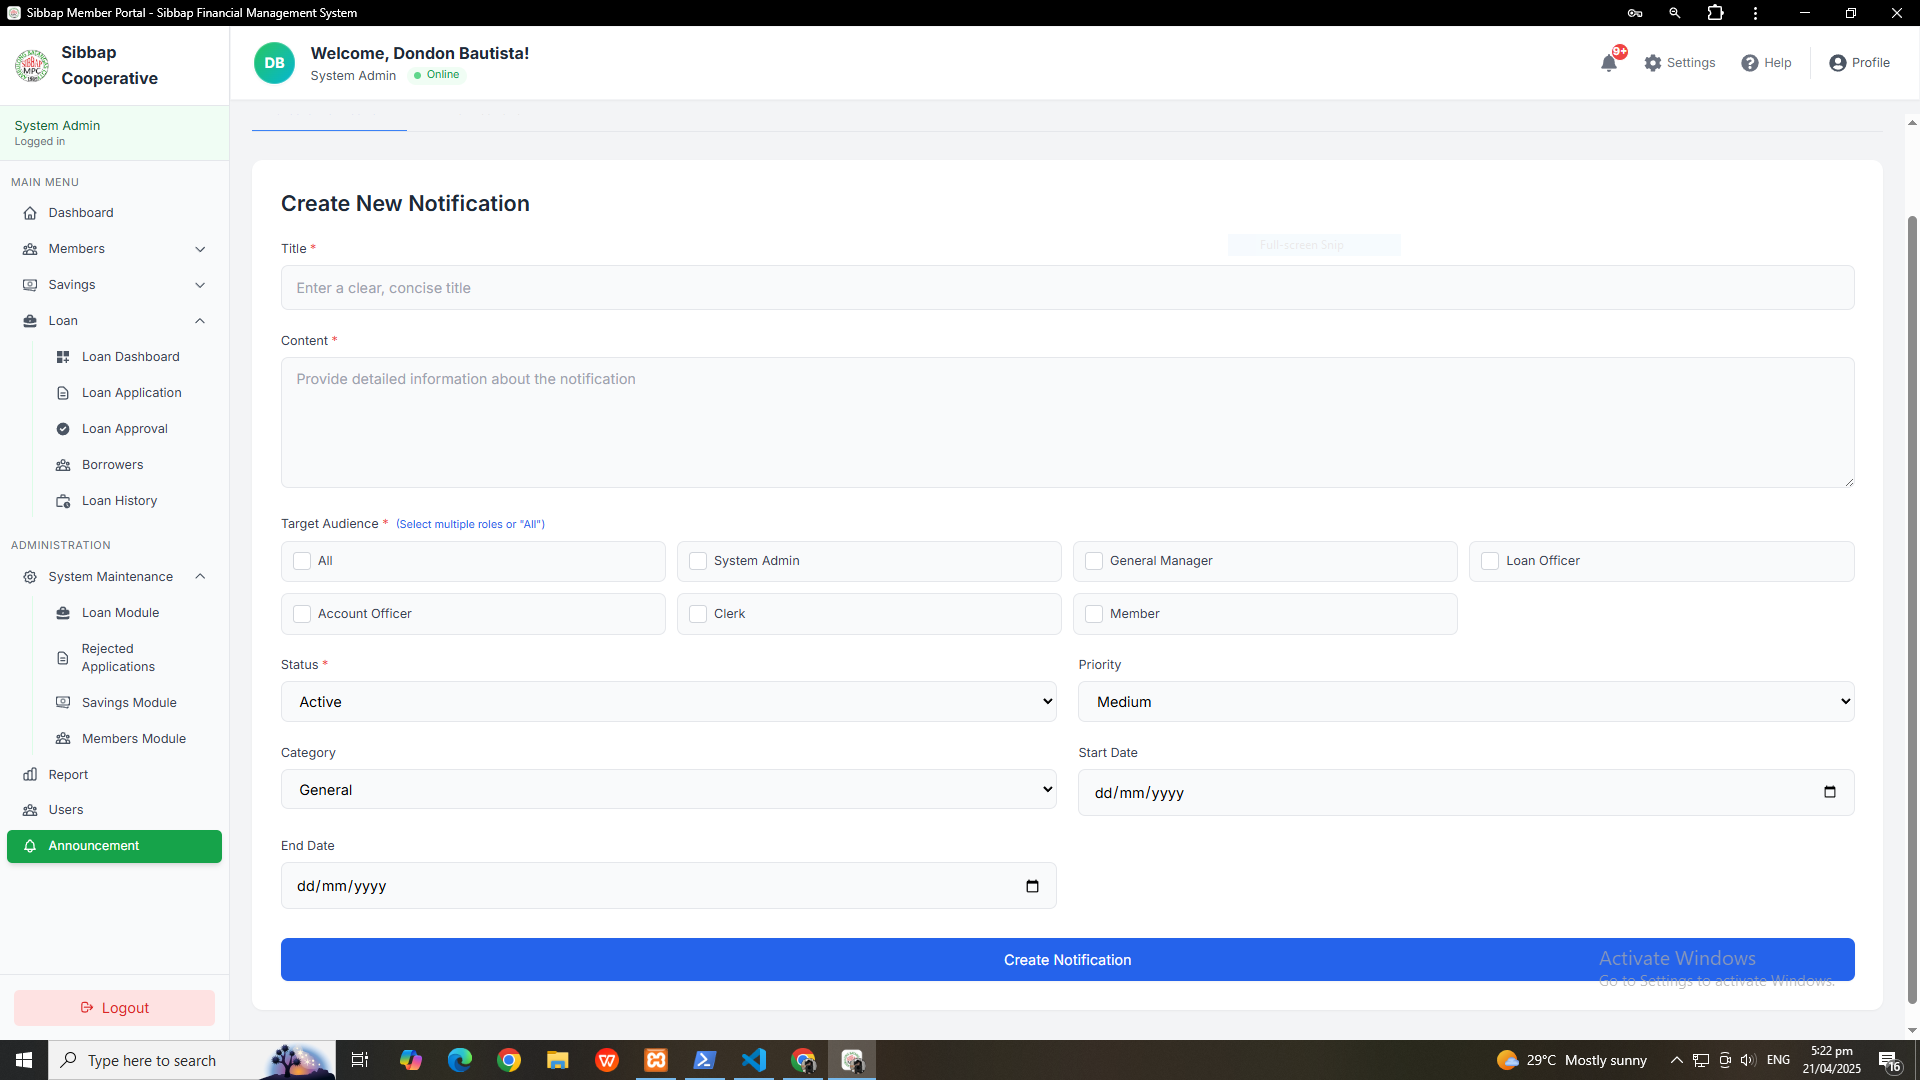 Sibbap Member Portal - Sibbap Financial Management System
Sibbap
Cooperative
System Admin
Logged in
MAIN MENU
Dashboard
Members
Savings
Loan
Loan Dashboard
Loan Application
Loan Approval
Borrowers
Loan History
ADMINISTRATION
System Maintenance
Loan Module
Rejected
Applications
Savings Module
Members Module
Report
Users
Announcement
Logout
DB
Welcome, Dondon Bautista!
System Admin
Online
9+
Settings
Help
Profile
Create New Notification
Full-screen Snip
Title *
Enter a clear, concise title
Content *
Provide detailed information about the notification
Target Audience * (Select multiple roles or "All")
All
System Admin
General Manager
Loan Officer
Account Officer
Clerk
Member
Status *
Priority
Active
Medium
Category
Start Date
General
dd/mm/yyyy
End Date
dd/mm/yyyy
Create Notification
Activate Windows
Go to Settings to activate Windows.
Type here to search
29°C Mostly sunny
ENG
5:22 pm
21/04/2025
16